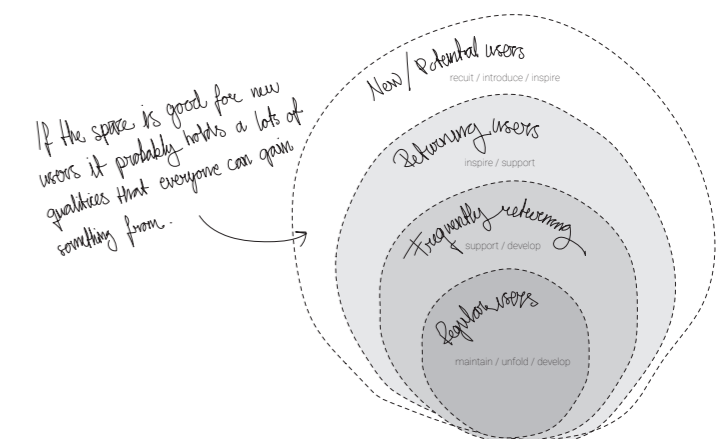 If the space is good for new
users it probably holds a lots of
qualitices that everyone can gain
something from.
New / Potential users
recuit / introduce / inspire
Returning users
inspire / support
Frequently returning
support / develop
Regular users
maintain / unfold / develop